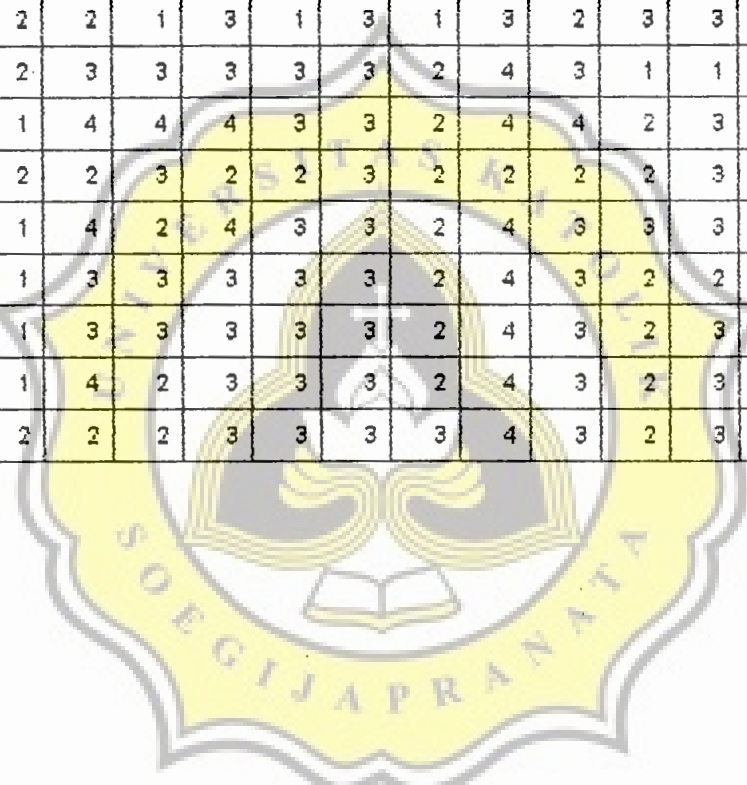 2 2 1 3 1 3 1 3 2 3 3
2 3 3 3 3 3 2 4 3 1 1
1 4 4 4 3 3 2 4 4 2 3
2 2 3 2 2 3 2 2 2 2 3
1 4 2 4 3 3 2 4 3 3 3
1 3 3 3 3 3 2 4 3 2 2
1 3 3 3 3 3 2 4 3 2 3
1 4 2 3 3 3 2 4 3 2 3
2 2 2 3 3 3 3 4 3 2 3
UNIVERSITAS KATOLIK
SOEGIJAPRANATA